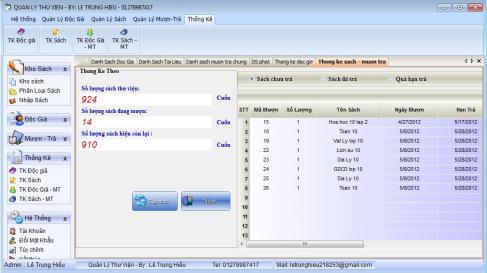 QUAN LY THU VIEN - BY: LE TRUNG HIEU - 01278987417
Hệ thống Quản Lý Độc Giả Quản Lý Sách Quản Lý Mượn-Trả Thống Kê
TK Độc giả TK Sách TK Độc Giả - MT TK Sách - MT
Danh Sach Doc Gia Danh Sach Tai Lieu Danh sach muon tra chung DS phat Thong ke doc gia Thong ke sach - muon tra
Kho Sách
Kho sách
Phân Loại Sách
Nhập Sách
Độc Giả
Mượn - Trả
Thống Kê
TK Độc giả
TK Sách
TK Độc Giả - MT
TK Sách - MT
Hệ Thống
Tài Khoản
Đổi Mật Khẩu
Tùy chỉnh
Thong Ke Theo
Số lượng sách thư viện:
924 Cuốn
Số lượng sách đang mượn:
14 Cuốn
Số lượng sách hiện còn lại :
910 Cuốn
Sách chưa trả Sách đã trả Quá hạn trả
STT Mã Mượn Số Lượng Tên Sách Ngày Mượn Hạn Trả
1 15 1 Hoa hoc 10 tap 2 4/27/2012 5/17/2012
2 18 1 Toan 10 5/8/2012 5/28/2012
3 19 1 Vat Ly lop 10 5/8/2012 5/28/2012
4 22 1 Lich su 10 5/8/2012 5/28/2012
5 23 1 Dia Ly 10 5/8/2012 5/28/2012
6 24 1 GDCD lop 10 5/8/2012 5/28/2012
7 25 1 Dia Ly 10 5/8/2012 5/28/2012
8 26 1 Toan 10 5/8/2012 5/28/2012
9
10
11
12
13
Admin : Lê Trung Hiếu Quản Lý Thư Viện - By : Lê Trung Hiếu Tel :01278987417 Mail: letrunghieu218253@gmail.com